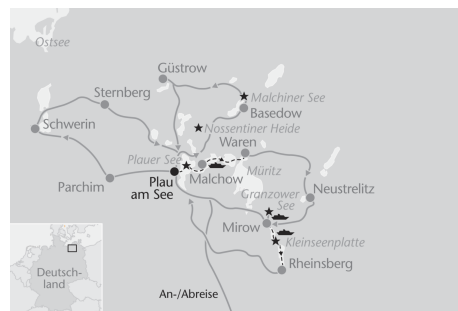 Ostsee
Güstrow
Sternberg
Malchiner See
Basedow
Schwerin
Nossentiner Heide
Waren
Plauer See
Müritz
Parchim
Plau
am See
Malchow
Granzower
See
Neustrelitz
Mirow
Kleinseenplatte
Rheinsberg
Deutsch-
land
An-/Abreise